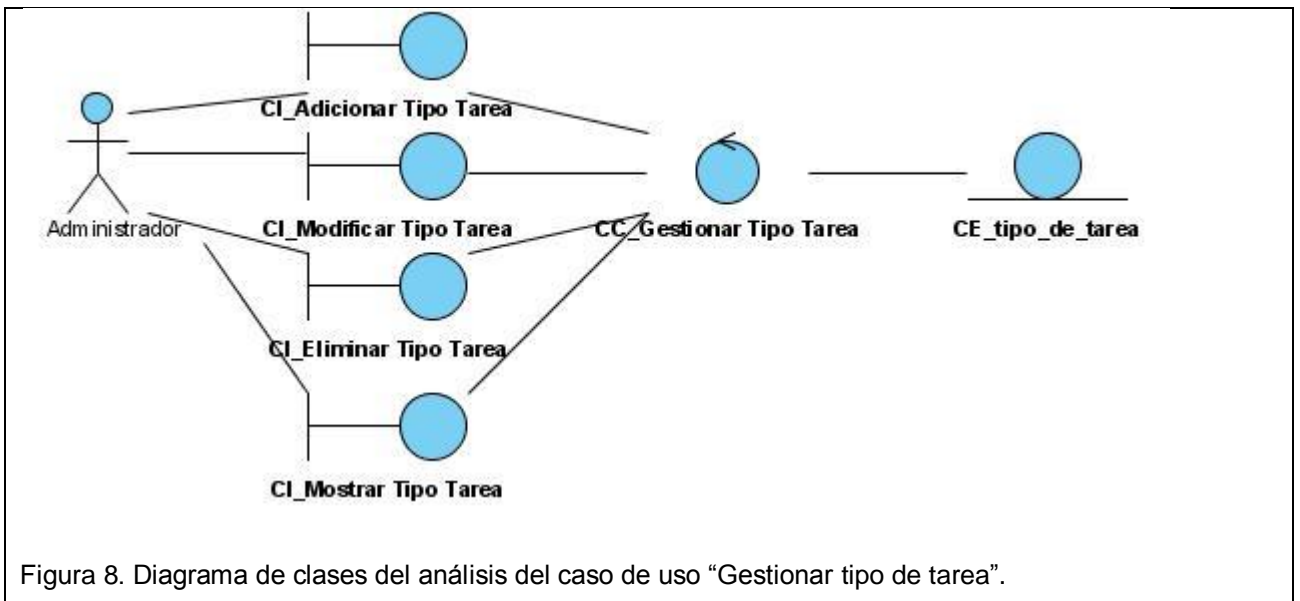 CI_Adicionar Tipo Tarea
Administrador
CI_Modificar Tipo Tarea
CC_Gestionar Tipo Tarea
CE_tipo_de_tarea
CI_Eliminar Tipo Tarea
CI_Mostrar Tipo Tarea
Figura 8. Diagrama de clases del análisis del caso de uso “Gestionar tipo de tarea”.